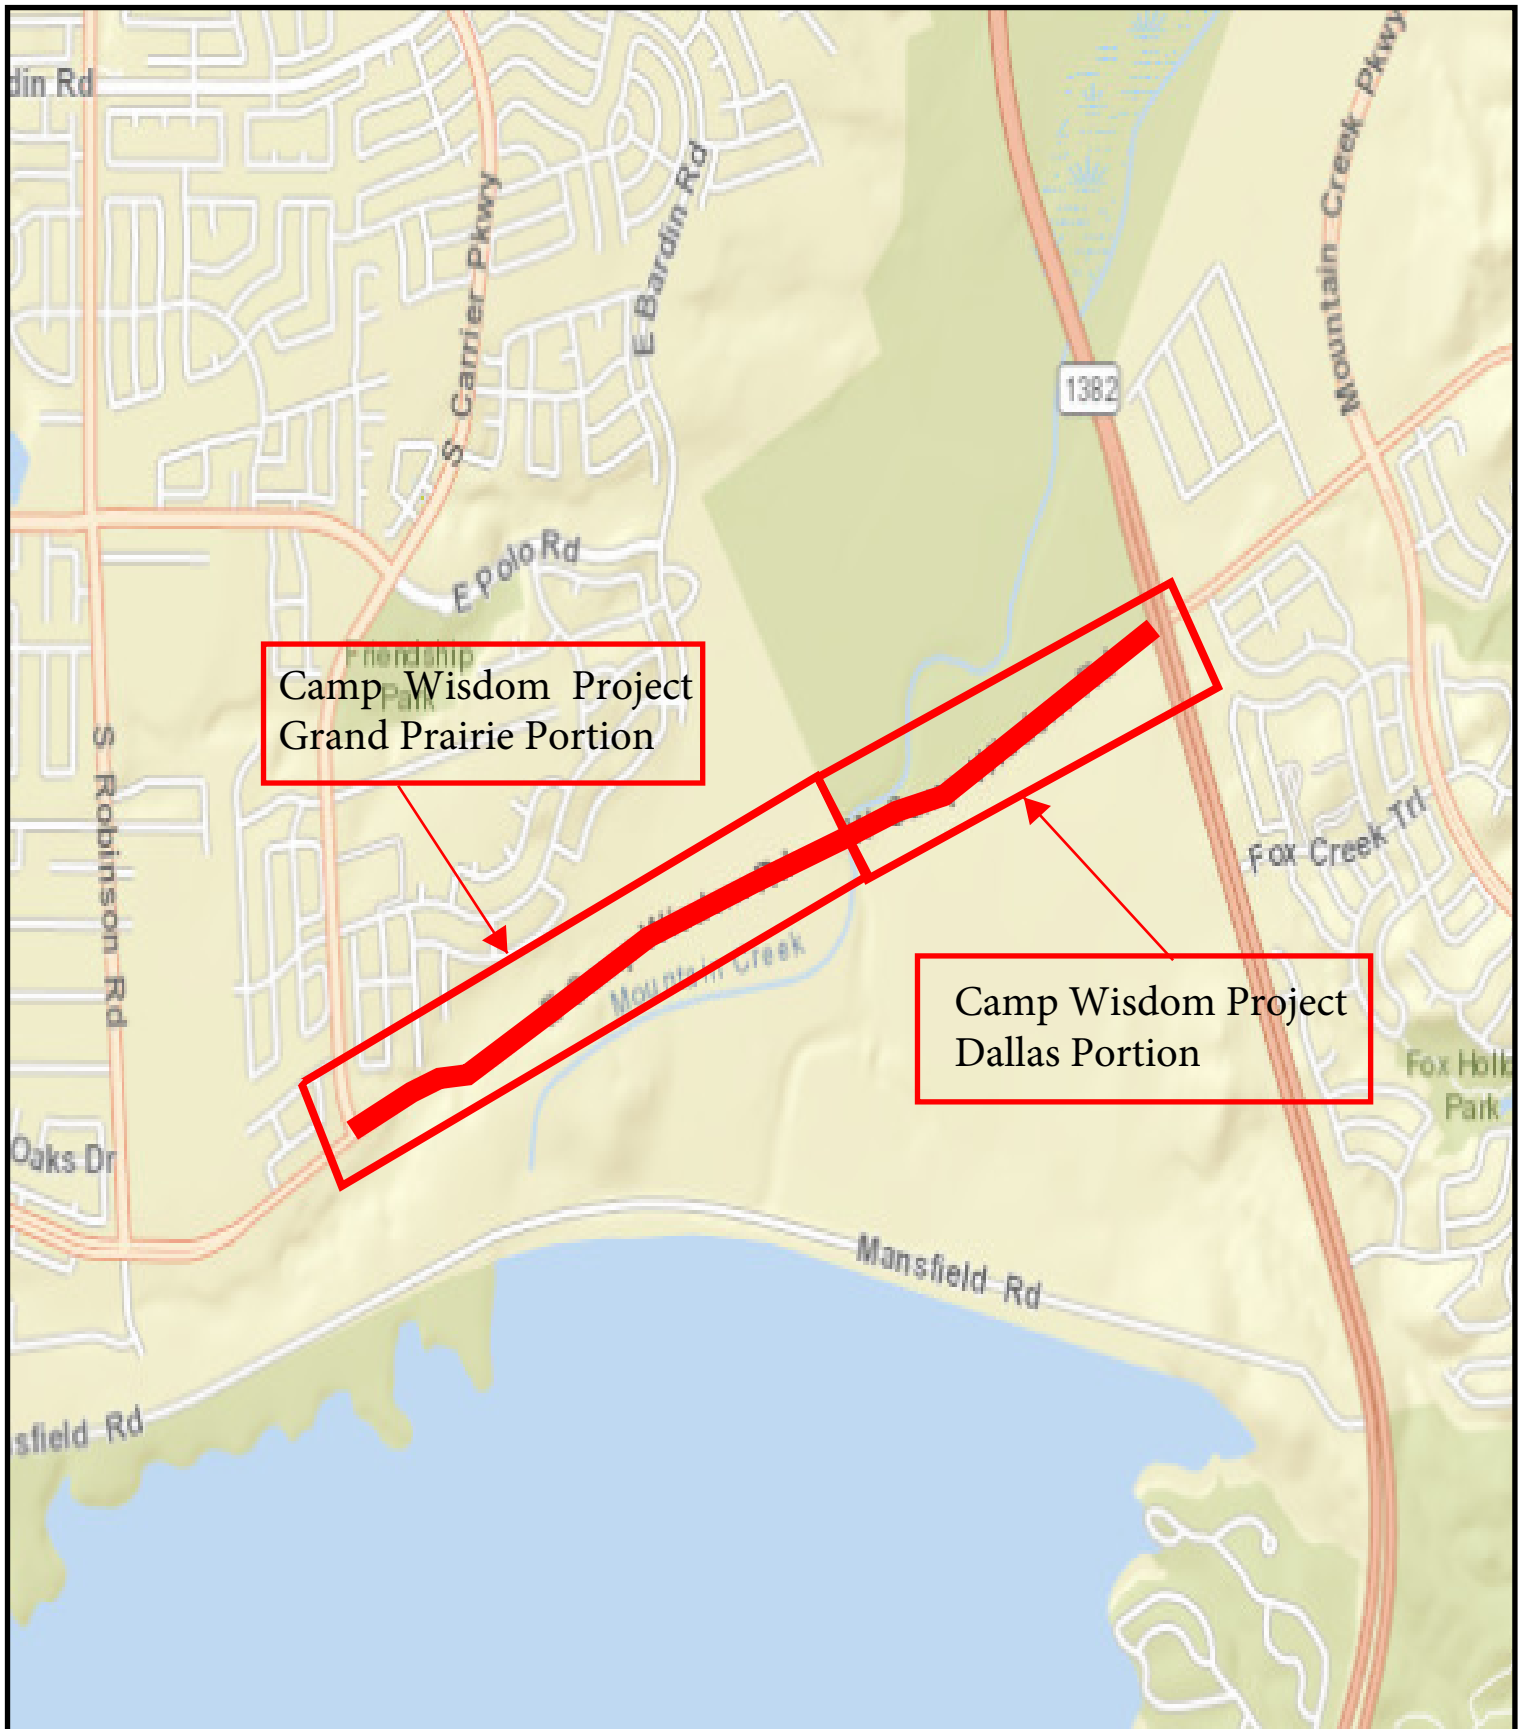 din Rd
S Carrier Pkwy
E Bardin Rd
Mountain Creek Pkwy
1382
E Polo Rd
Friendship
Park
Camp Wisdom Project
Grand Prairie Portion
S Robinson Rd
Fox Creek Trl
Mountain Creek
Camp Wisdom Project
Dallas Portion
Fox Hollo
Park
Oaks Dr
Mansfield Rd
sfield Rd